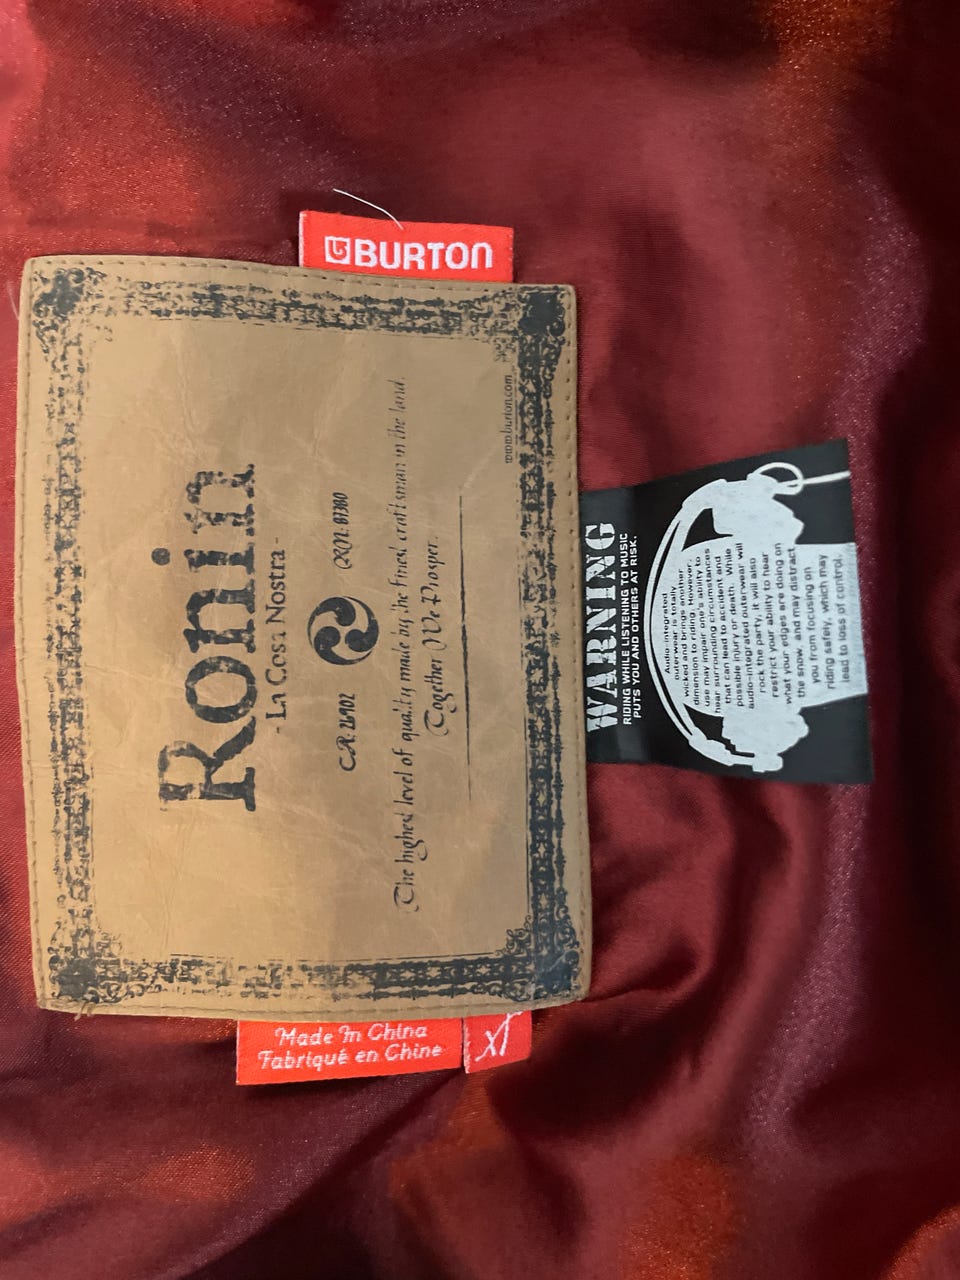 BURTON
Ronin
- La Cosa Nostra -
C.A. 26402 RN. 81380
The highest level of quality made by the Finest craftsman in the land.
Together We Prosper.
www.burton.com
Made In China
Fabriqué en Chine
XL
WARNING
RIDING WHILE LISTENING TO MUSIC
PUTS YOU AND OTHERS AT RISK.
Audio-integrated
outerwear is totally
wicked and brings another
dimension to riding. However,
use may impair one's ability to
hear surrounding circumstances
that can lead to accident and
possible injury or death. While
audio-integrated outerwear will
rock the party, it will also
restrict your ability to hear
what your edges are doing on
the snow, and may distract
you from focusing on
riding safely, which may
lead to loss of control.